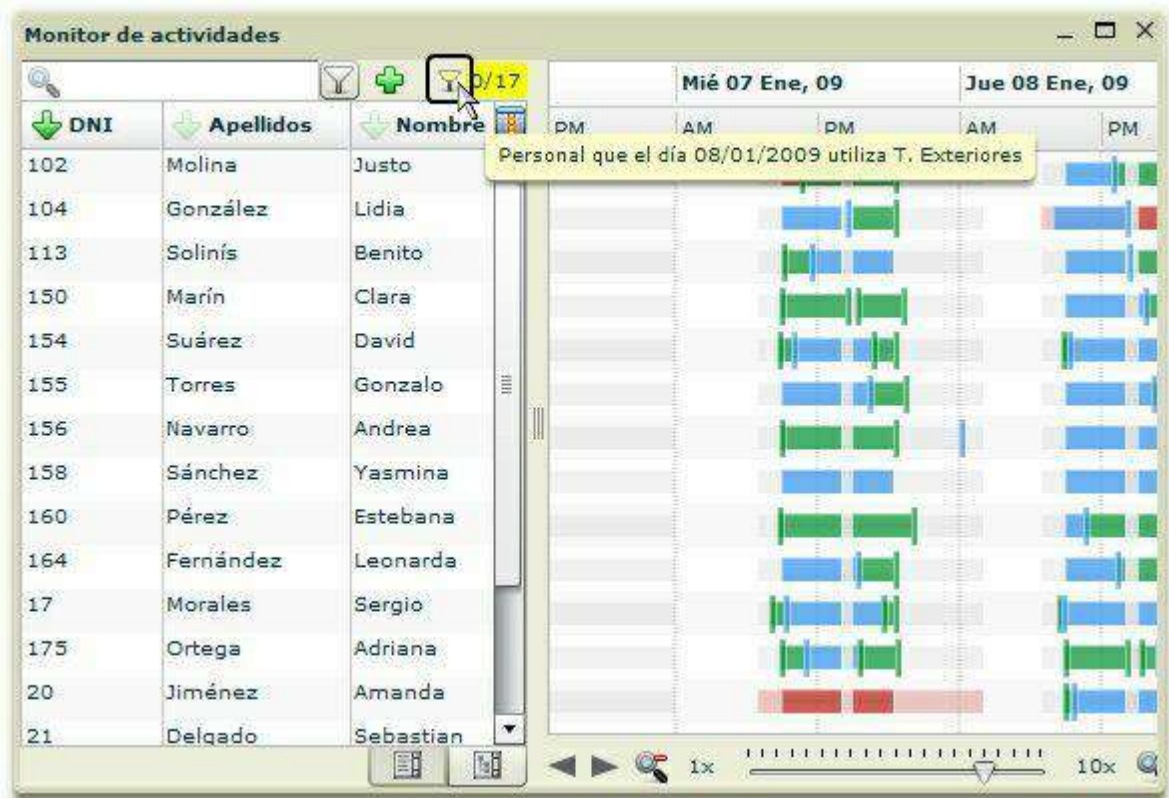 Monitor de actividades
0/17
Mié 07 Ene, 09
Jue 08 Ene, 09
DNI
Apellidos
Nombre
PM
AM
PM
AM
PM
Personal que el día 08/01/2009 utiliza T. Exteriores
102 Molina Justo
104 González Lidia
113 Solinís Benito
150 Marín Clara
154 Suárez David
155 Torres Gonzalo
156 Navarro Andrea
158 Sánchez Yasmina
160 Pérez Estebana
164 Fernández Leonarda
17 Morales Sergio
175 Ortega Adriana
20 Jiménez Amanda
21 Delgado Sebastian
1x
10x